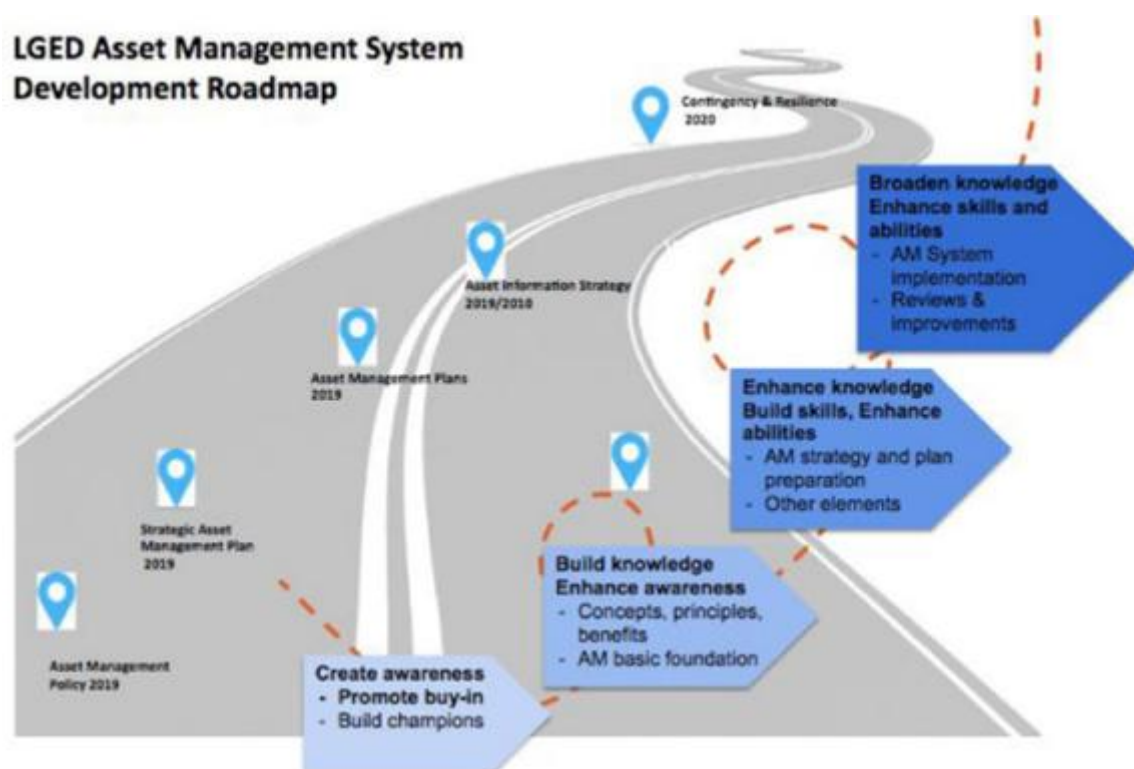 LGED Asset Management System
Development Roadmap
Contingency & Resilience
2020
Broaden knowledge
Enhance skills and
abilities
- AM System
implementation
- Reviews &
improvements
Asset Information Strategy
2019/2010
Asset Management Plans
2019
Enhance knowledge
Build skills, Enhance
abilities
- AM strategy and plan
preparation
- Other elements
Strategic Asset
Management Plan
2019
Build knowledge
Enhance awareness
- Concepts, principles,
benefits
- AM basic foundation
Asset Management
Policy 2019
Create awareness
- Promote buy-in
- Build champions